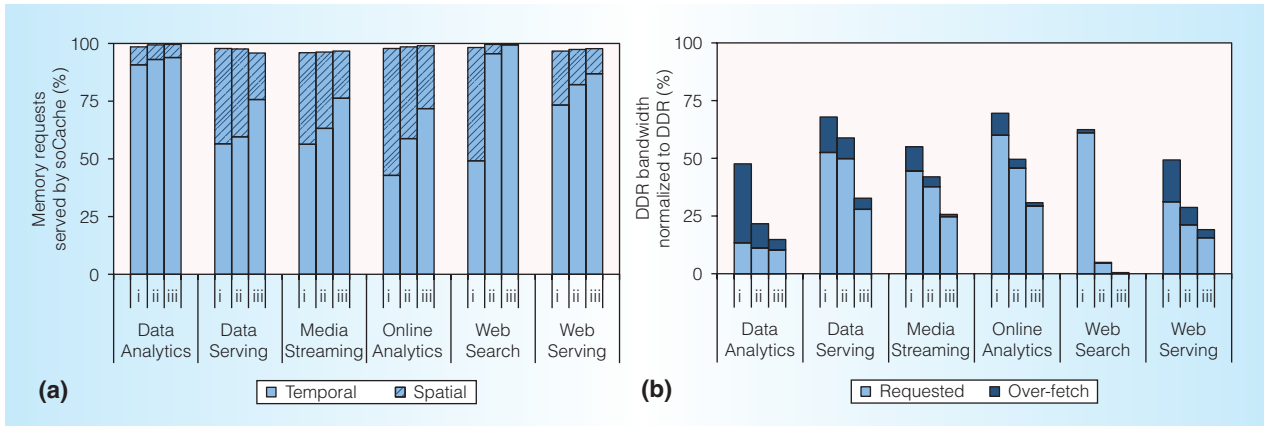 Memory requests
served by soCache (%)
100
75
50
25
0
i ii iii i ii iii i ii iii i ii iii i ii iii i ii iii
Data Analytics
Data Serving
Media Streaming
Online Analytics
Web Search
Web Serving
(a)
Temporal Spatial
DDR bandwidth
normalized to DDR (%)
100
75
50
25
0
i ii iii i ii iii i ii iii i ii iii i ii iii i ii iii
Data Analytics
Data Serving
Media Streaming
Online Analytics
Web Search
Web Serving
(b)
Requested Over-fetch